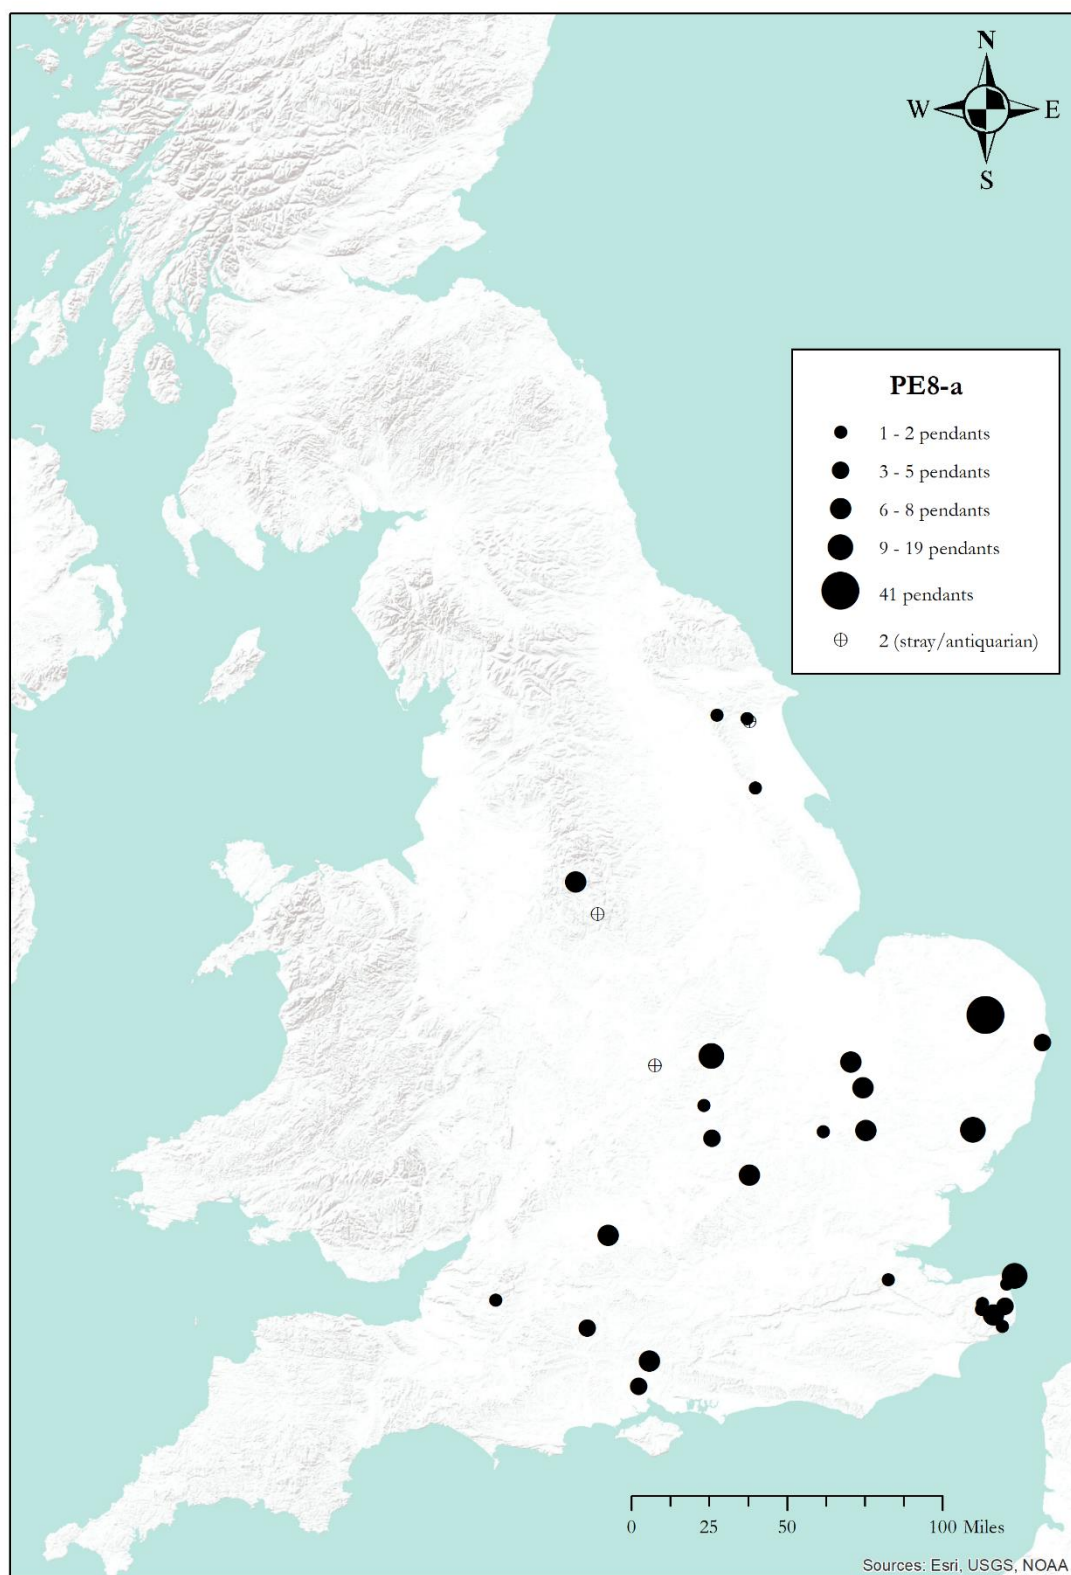 N
W E
S
PE8-a
1 - 2 pendants
3 - 5 pendants
6 - 8 pendants
9 - 19 pendants
41 pendants
2 (stray/antiquarian)
0 25 50 100 Miles
Sources: Esri, USGS, NOAA